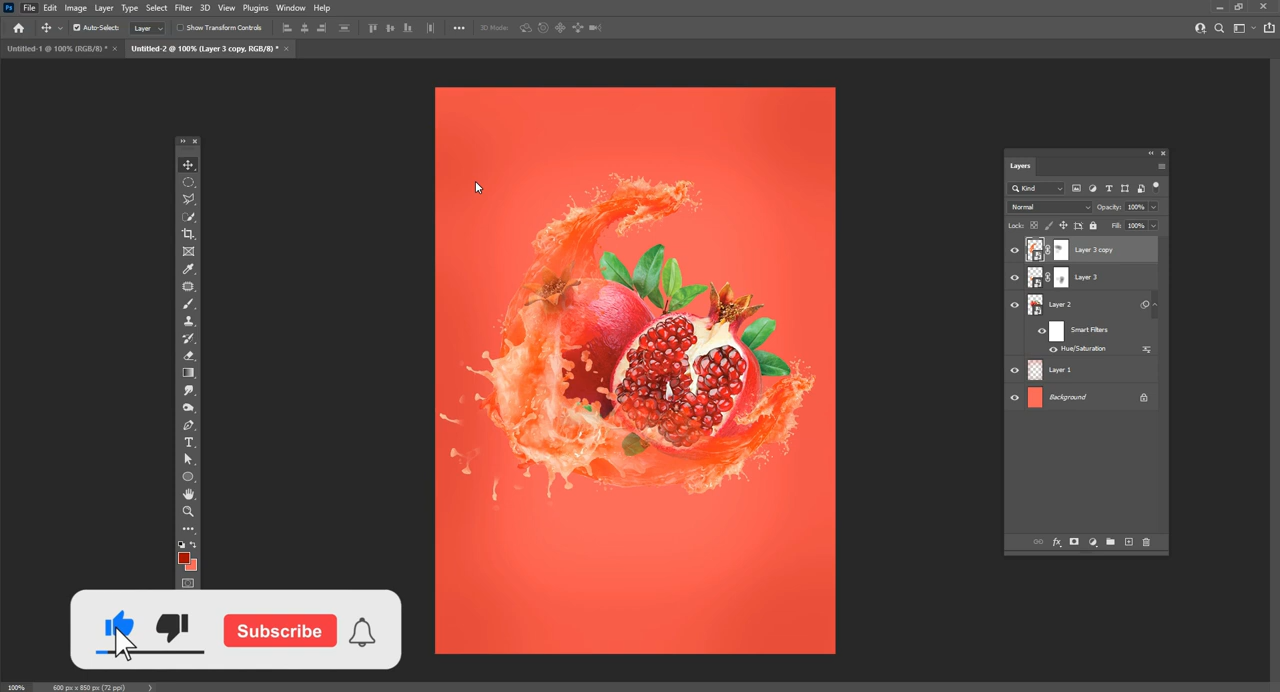 Ps File Edit Image Layer Type Select Filter 3D View Plugins Window Help
Auto-Select: Layer Show Transform Controls 3D Mode:
Untitled-1 @ 100% (RGB/8) * × Untitled-2 @ 100% (Layer 3 copy, RGB/8) * ×
Layers
Kind
Normal Opacity: 100%
Lock: Fill: 100%
Layer 3 copy
Layer 3
Layer 2
Smart Filters
Hue/Saturation
Layer 1
Background
fx
Subscribe
100% 600 px x 850 px (72 ppi)